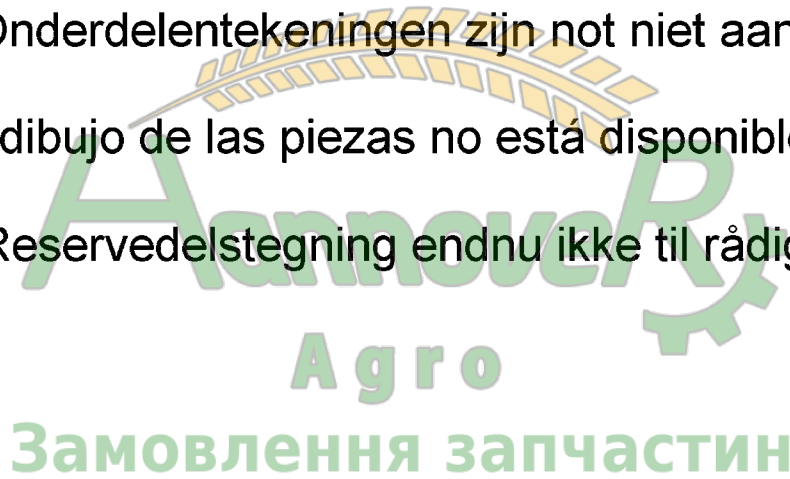 Onderdelentekeningen zijn not niet aan
dibujo de las piezas no está disponible
Reservedelstegning endnu ikke til rådig
HannoveR
Agro
Замовлення запчастин